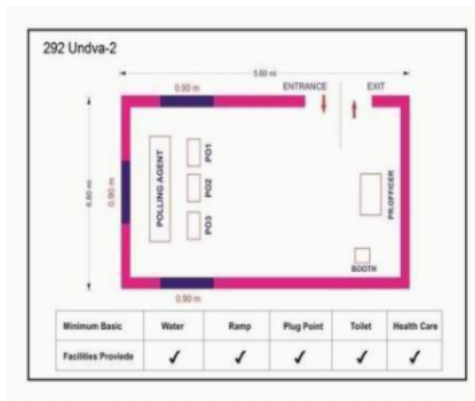 292 Undva-2
5.60 mi
0.90 m
ENTRANCE
EXIT
0.90 m
POLLING AGENT
PO1
PO2
PO3
PR.OFFICER
BOOTH
0.90 m
Minimum Basic Water Ramp Plug Point Toilet Health Care
Facilities Proviede ✓ ✓ ✓ ✓ ✓